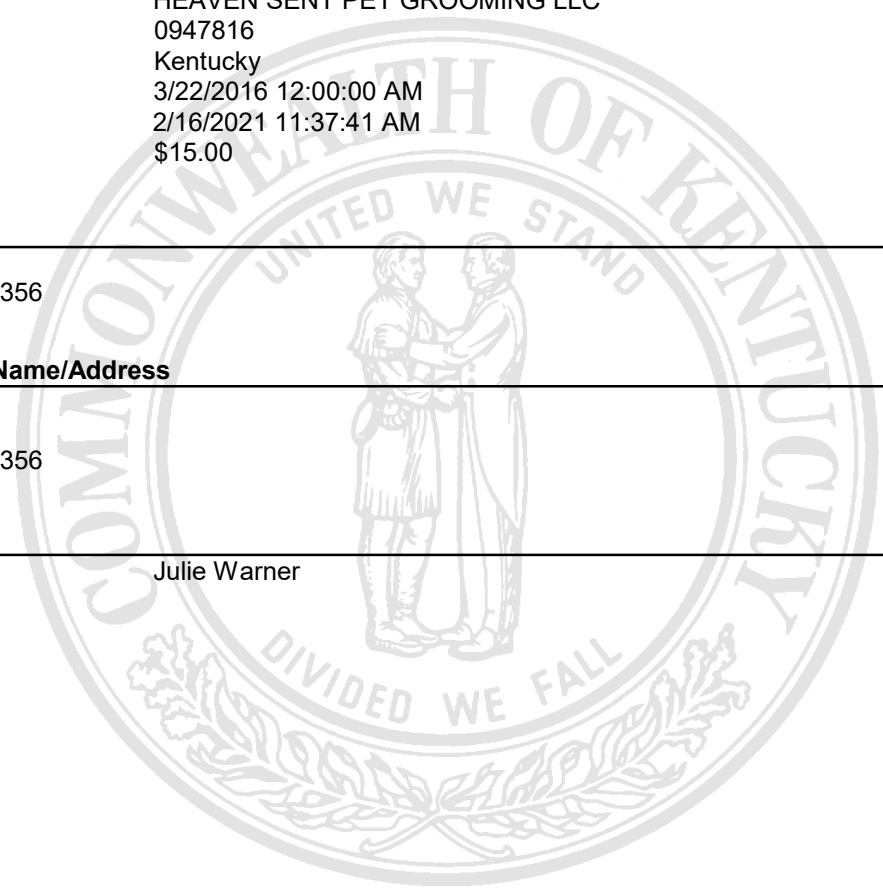 HEAVEN SENT PET GROOMING LLC
0947816
Kentucky
3/22/2016 12:00:00 AM
2/16/2021 11:37:41 AM
$15.00
356
Name/Address
356
Julie Warner
COMMONWEALTH OF KENTUCKY
UNITED WE STAND
DIVIDED WE FALL